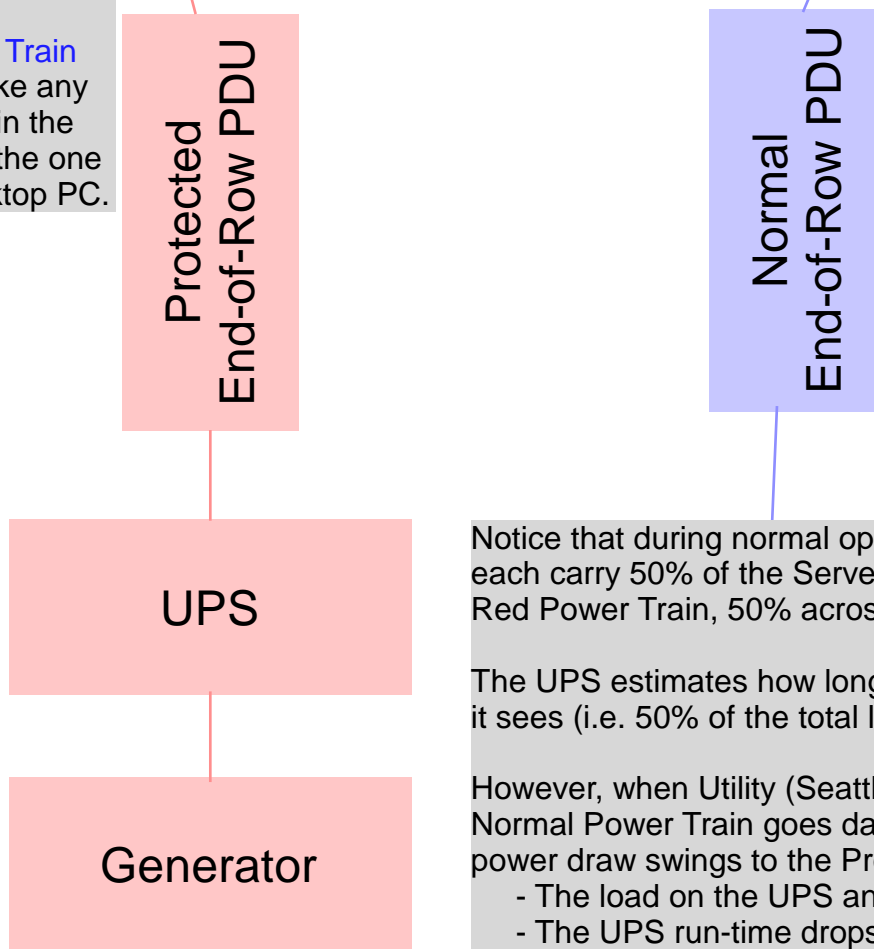 Train
ke any
in the
the one
ktop PC.
Protected
End-of-Row PDU
Normal
End-of-Row PDU
UPS
Generator
Notice that during normal op
each carry 50% of the Serve
Red Power Train, 50% acros
The UPS estimates how long
it sees (i.e. 50% of the total l
However, when Utility (Seattl
Normal Power Train goes da
power draw swings to the Pro
- The load on the UPS an
- The UPS run-time drops